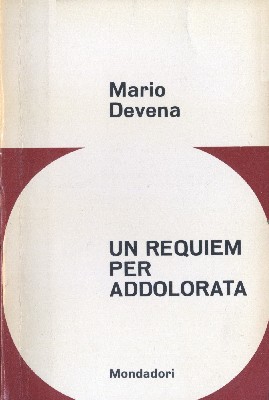 Mario
Devena
UN REQUIEM
PER
ADDOLORATA
Mondadori